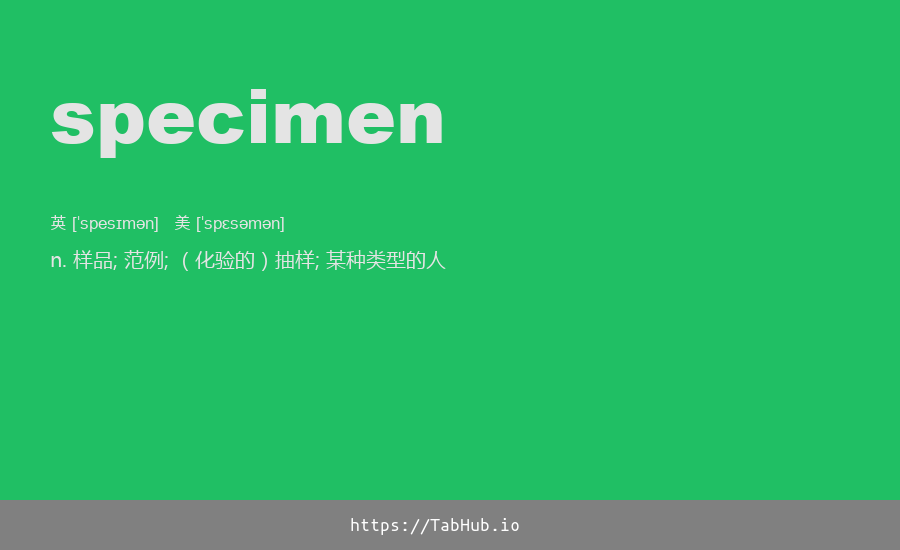 specimen
英 [ˈspesɪmən] 美 [ˈspɛsəmən]
n. 样品; 范例; （化验的）抽样; 某种类型的人
https://TabHub.io